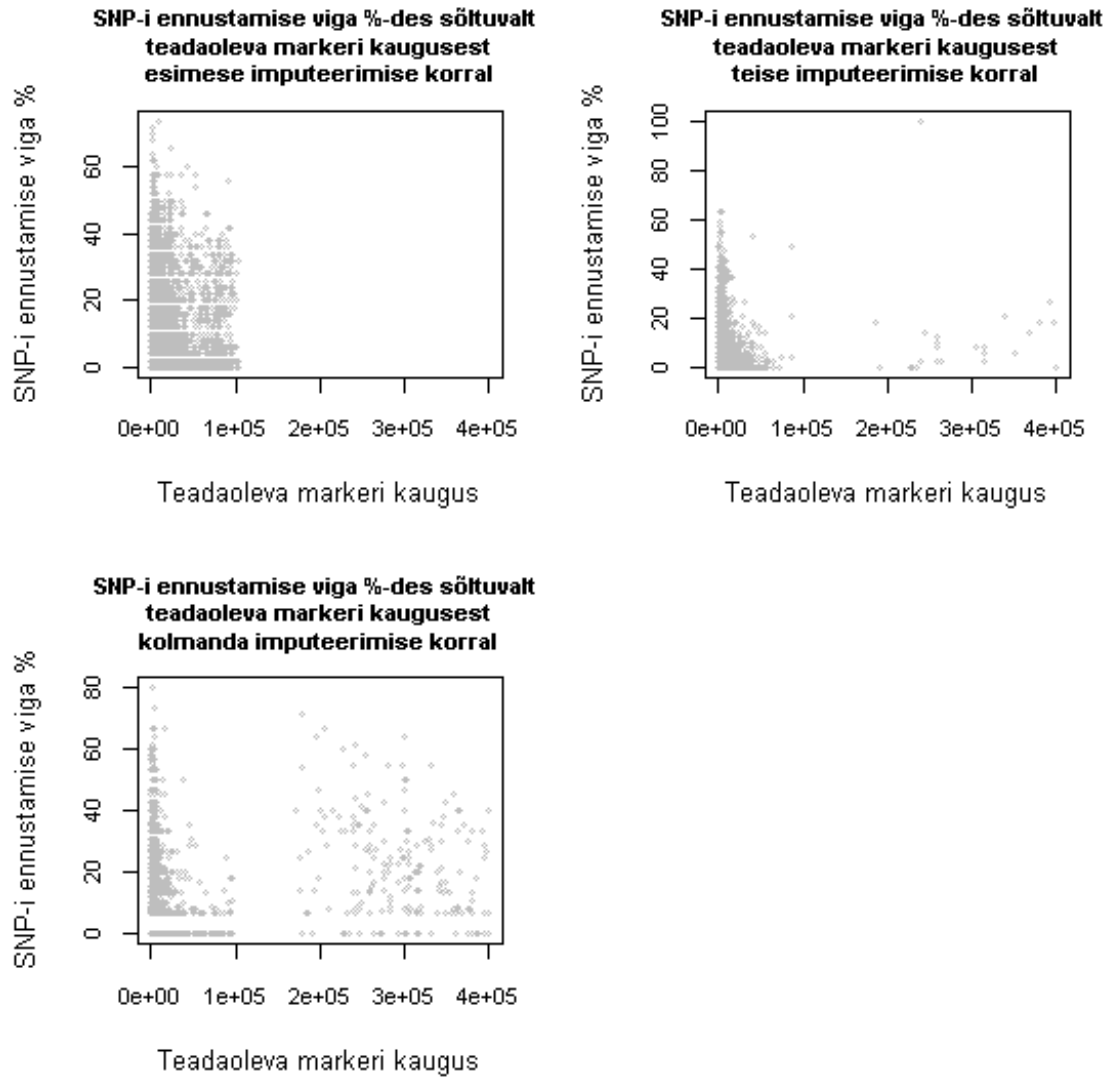 SNP-i ennustamise viga %-des sõltuvalt
teadaoleva markeri kaugusest
esimese imputeerimise korral
SNP-i ennustamise viga %
60
40
20
0
0e+00 1e+05 2e+05 3e+05 4e+05
Teadaoleva markeri kaugus
SNP-i ennustamise viga %-des sõltuvalt
teadaoleva markeri kaugusest
teise imputeerimise korral
SNP-i ennustamise viga %
100
80
60
40
20
0
0e+00 1e+05 2e+05 3e+05 4e+05
Teadaoleva markeri kaugus
SNP-i ennustamise viga %-des sõltuvalt
teadaoleva markeri kaugusest
kolmanda imputeerimise korral
SNP-i ennustamise viga %
80
60
40
20
0
0e+00 1e+05 2e+05 3e+05 4e+05
Teadaoleva markeri kaugus